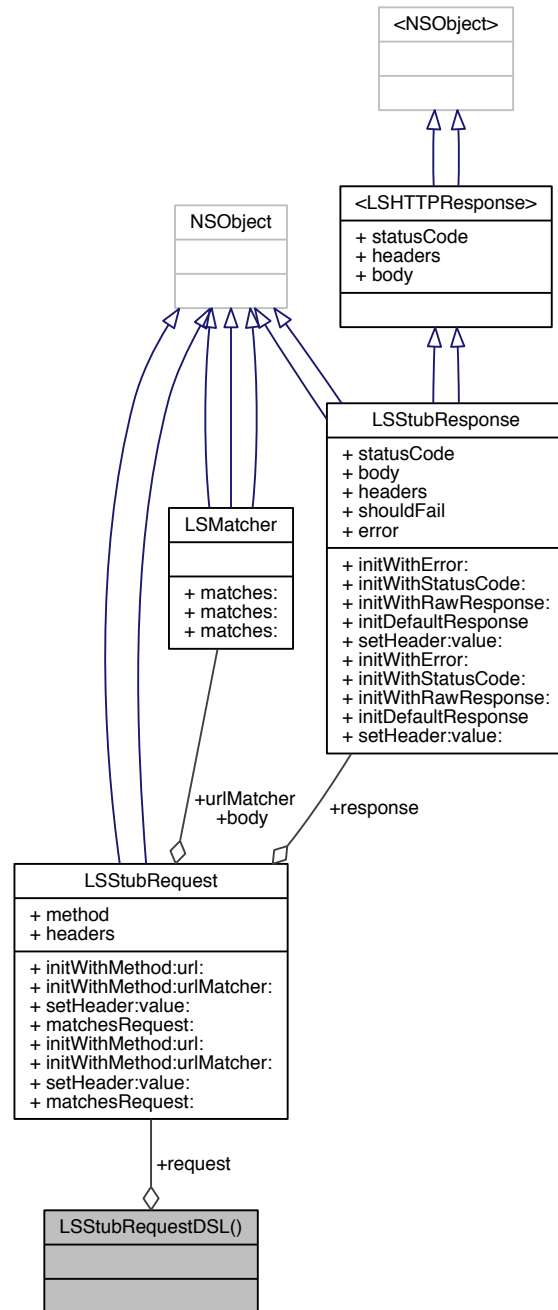 <NSObject>
<LSHTTPResponse>
+ statusCode
+ headers
+ body
NSObject
LSStubResponse
+ statusCode
+ body
+ headers
+ shouldFail
+ error
+ initWithError:
+ initWithStatusCode:
+ initWithRawResponse:
+ initDefaultResponse
+ setHeader:value:
+ initWithError:
+ initWithStatusCode:
+ initWithRawResponse:
+ initDefaultResponse
+ setHeader:value:
LSMatcher
+ matches:
+ matches:
+ matches:
+urlMatcher
+body
+response
LSStubRequest
+ method
+ headers
+ initWithMethod:url:
+ initWithMethod:urlMatcher:
+ setHeader:value:
+ matchesRequest:
+ initWithMethod:url:
+ initWithMethod:urlMatcher:
+ setHeader:value:
+ matchesRequest:
+request
LSStubRequestDSL()